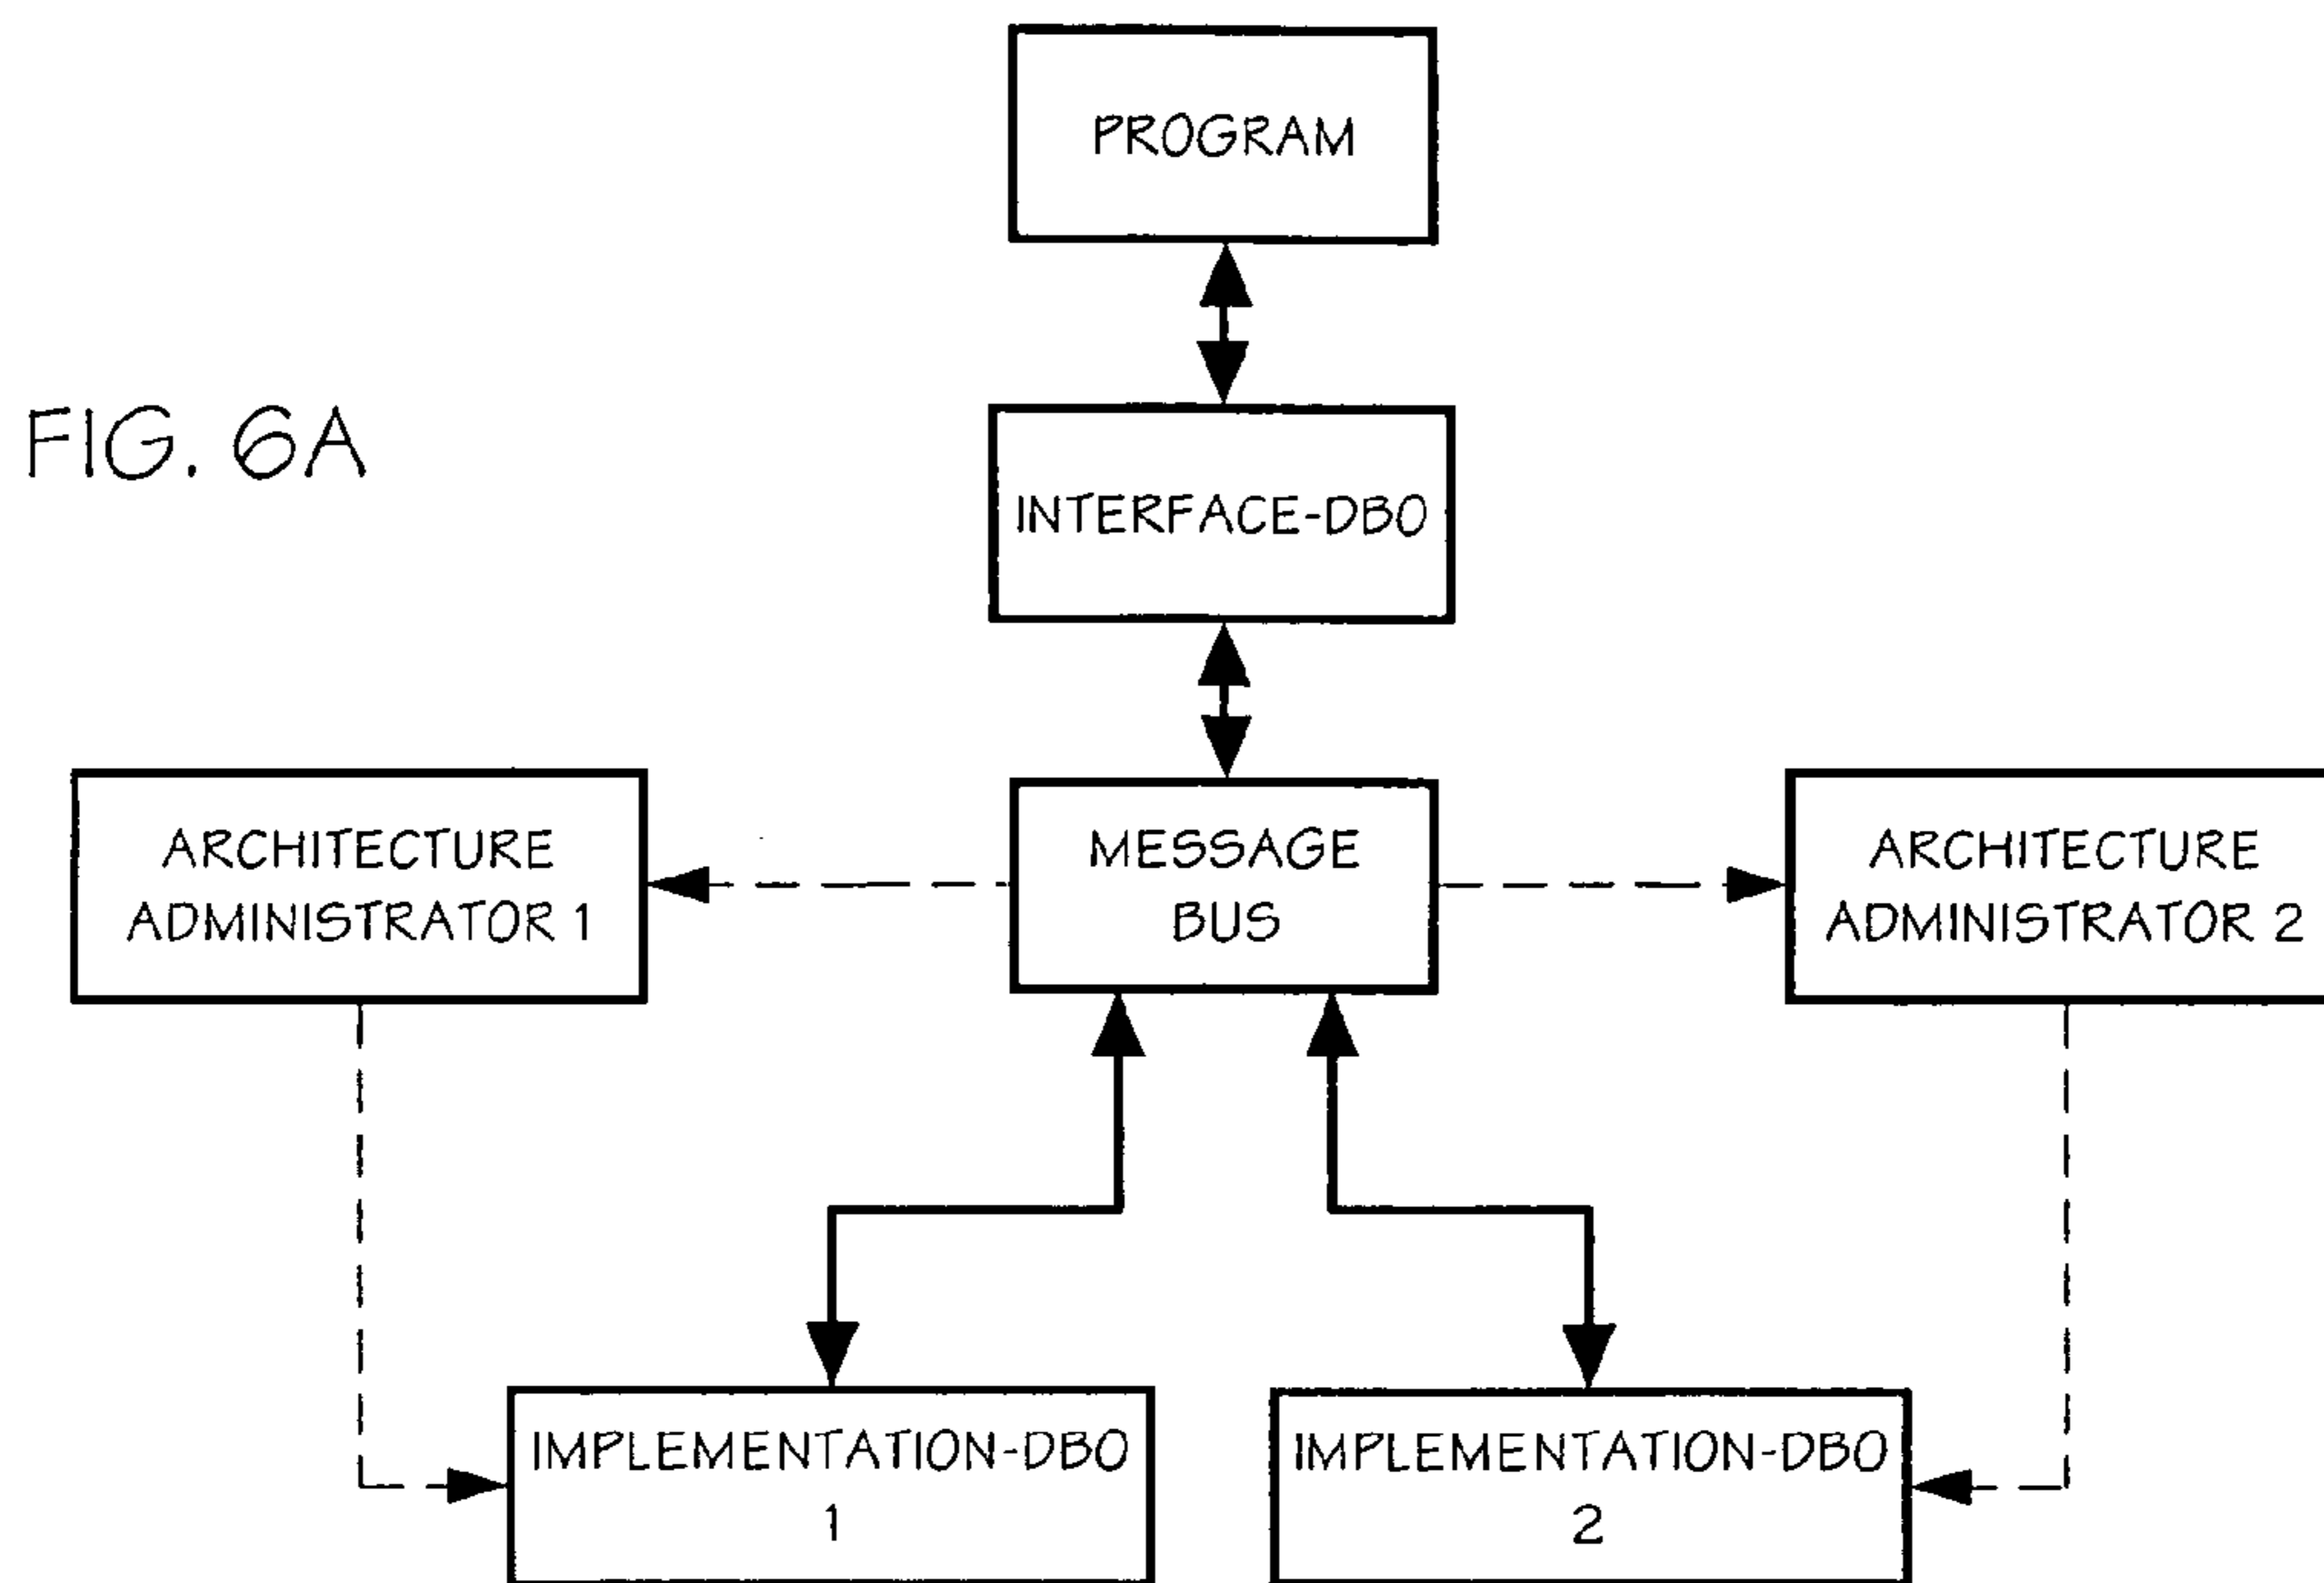 PROGRAM
FIG. 6A
INTERFACE-DBO
ARCHITECTURE
ADMINISTRATOR 1
MESSAGE
BUS
ARCHITECTURE
ADMINISTRATOR 2
IMPLEMENTATION-DBO
1
IMPLEMENTATION-DBO
2